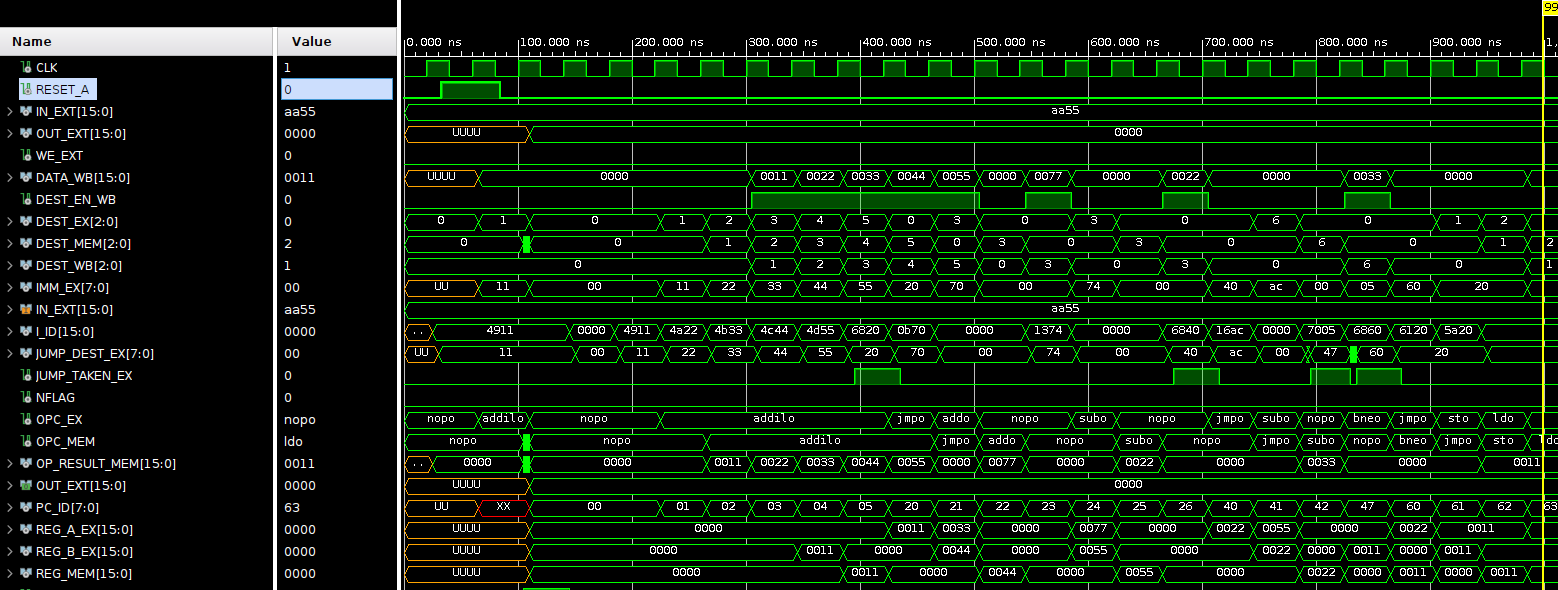 99
Name Value 0.000 ns 100.000 ns 200.000 ns 300.000 ns 400.000 ns 500.000 ns 600.000 ns 700.000 ns 800.000 ns 900.000 ns 1,
CLK 1
RESET_A 0
IN_EXT[15:0] aa55 aa55
OUT_EXT[15:0] 0000 UUUU 0000
WE_EXT 0
DATA_WB[15:0] 0011 UUUU 0000 0011 0022 0033 0044 0055 0000 0077 0000 0022 0000 0033 0000
DEST_EN_WB 0
DEST_EX[2:0] 0 0 1 0 1 2 3 4 5 0 3 0 3 0 6 0 1 2
DEST_MEM[2:0] 2 0 0 1 2 3 4 5 0 3 0 3 0 6 0 1 2
DEST_WB[2:0] 1 0 1 2 3 4 5 0 3 0 3 0 6 0 1
IMM_EX[7:0] 00 UU 11 00 11 22 33 44 55 20 70 00 74 00 40 ac 00 05 60 20
IN_EXT[15:0] aa55 aa55
I_ID[15:0] 0000 .. 4911 0000 4911 4a22 4b33 4c44 4d55 6820 0b70 0000 1374 0000 6840 16ac 0000 7005 6860 6120 5a20
JUMP_DEST_EX[7:0] 00 UU 11 00 11 22 33 44 55 20 70 00 74 00 40 ac 00 47 60 20
JUMP_TAKEN_EX 0
NFLAG 0
OPC_EX nopo nopo addilo nopo addilo jmpo addo nopo subo nopo jmpo subo nopo bneo jmpo sto ldo
OPC_MEM ldo nopo nopo addilo jmpo addo nopo subo nopo jmpo subo nopo bneo jmpo sto ldo
OP_RESULT_MEM[15:0] 0011 .. 0000 0000 0011 0022 0033 0044 0055 0000 0077 0000 0022 0000 0033 0000 0011
OUT_EXT[15:0] 0000 UUUU 0000
PC_ID[7:0] 63 UU XX 00 01 02 03 04 05 20 21 22 23 24 25 26 40 41 42 47 60 61 62 63
REG_A_EX[15:0] 0000 UUUU 0000 0011 0033 0000 0077 0000 0022 0055 0000 0022 0011
REG_B_EX[15:0] 0000 UUUU 0000 0011 0000 0044 0000 0055 0000 0022 0000 0011 0000 0011
REG_MEM[15:0] 0000 UUUU 0000 0011 0000 0044 0000 0055 0000 0022 0000 0011 0000 0011